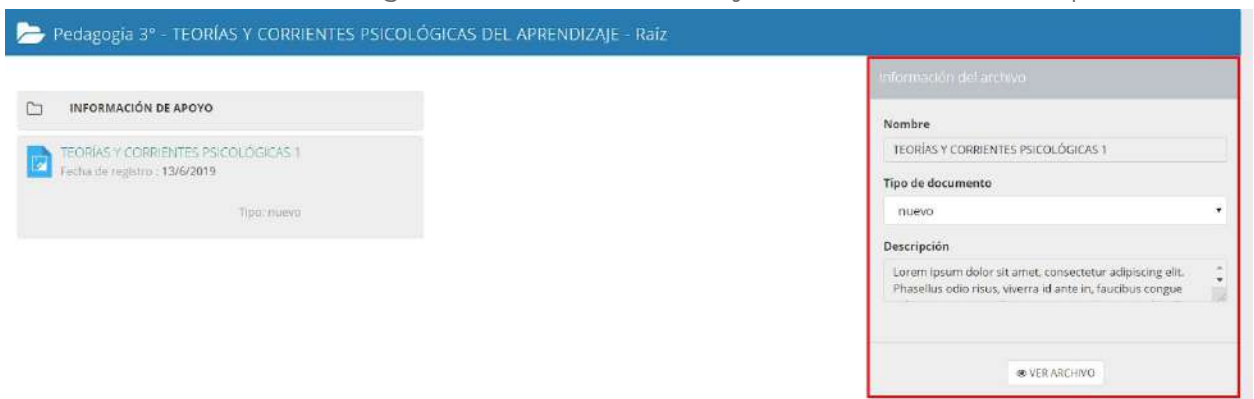 Pedagogía 3° - TEORÍAS Y CORRIENTES PSICOLÓGICAS DEL APRENDIZAJE - Raíz
INFORMACIÓN DE APOYO
TEORÍAS Y CORRIENTES PSICOLÓGICAS 1
Fecha de registro : 13/6/2019
Tipo: nuevo
Información del archivo
Nombre
TEORÍAS Y CORRIENTES PSICOLÓGICAS 1
Tipo de documento
nuevo
Descripción
Lorem ipsum dolor sit amet, consectetur adipiscing elit.
Phasellus odio risus, viverra id ante in, faucibus congue
VER ARCHIVO